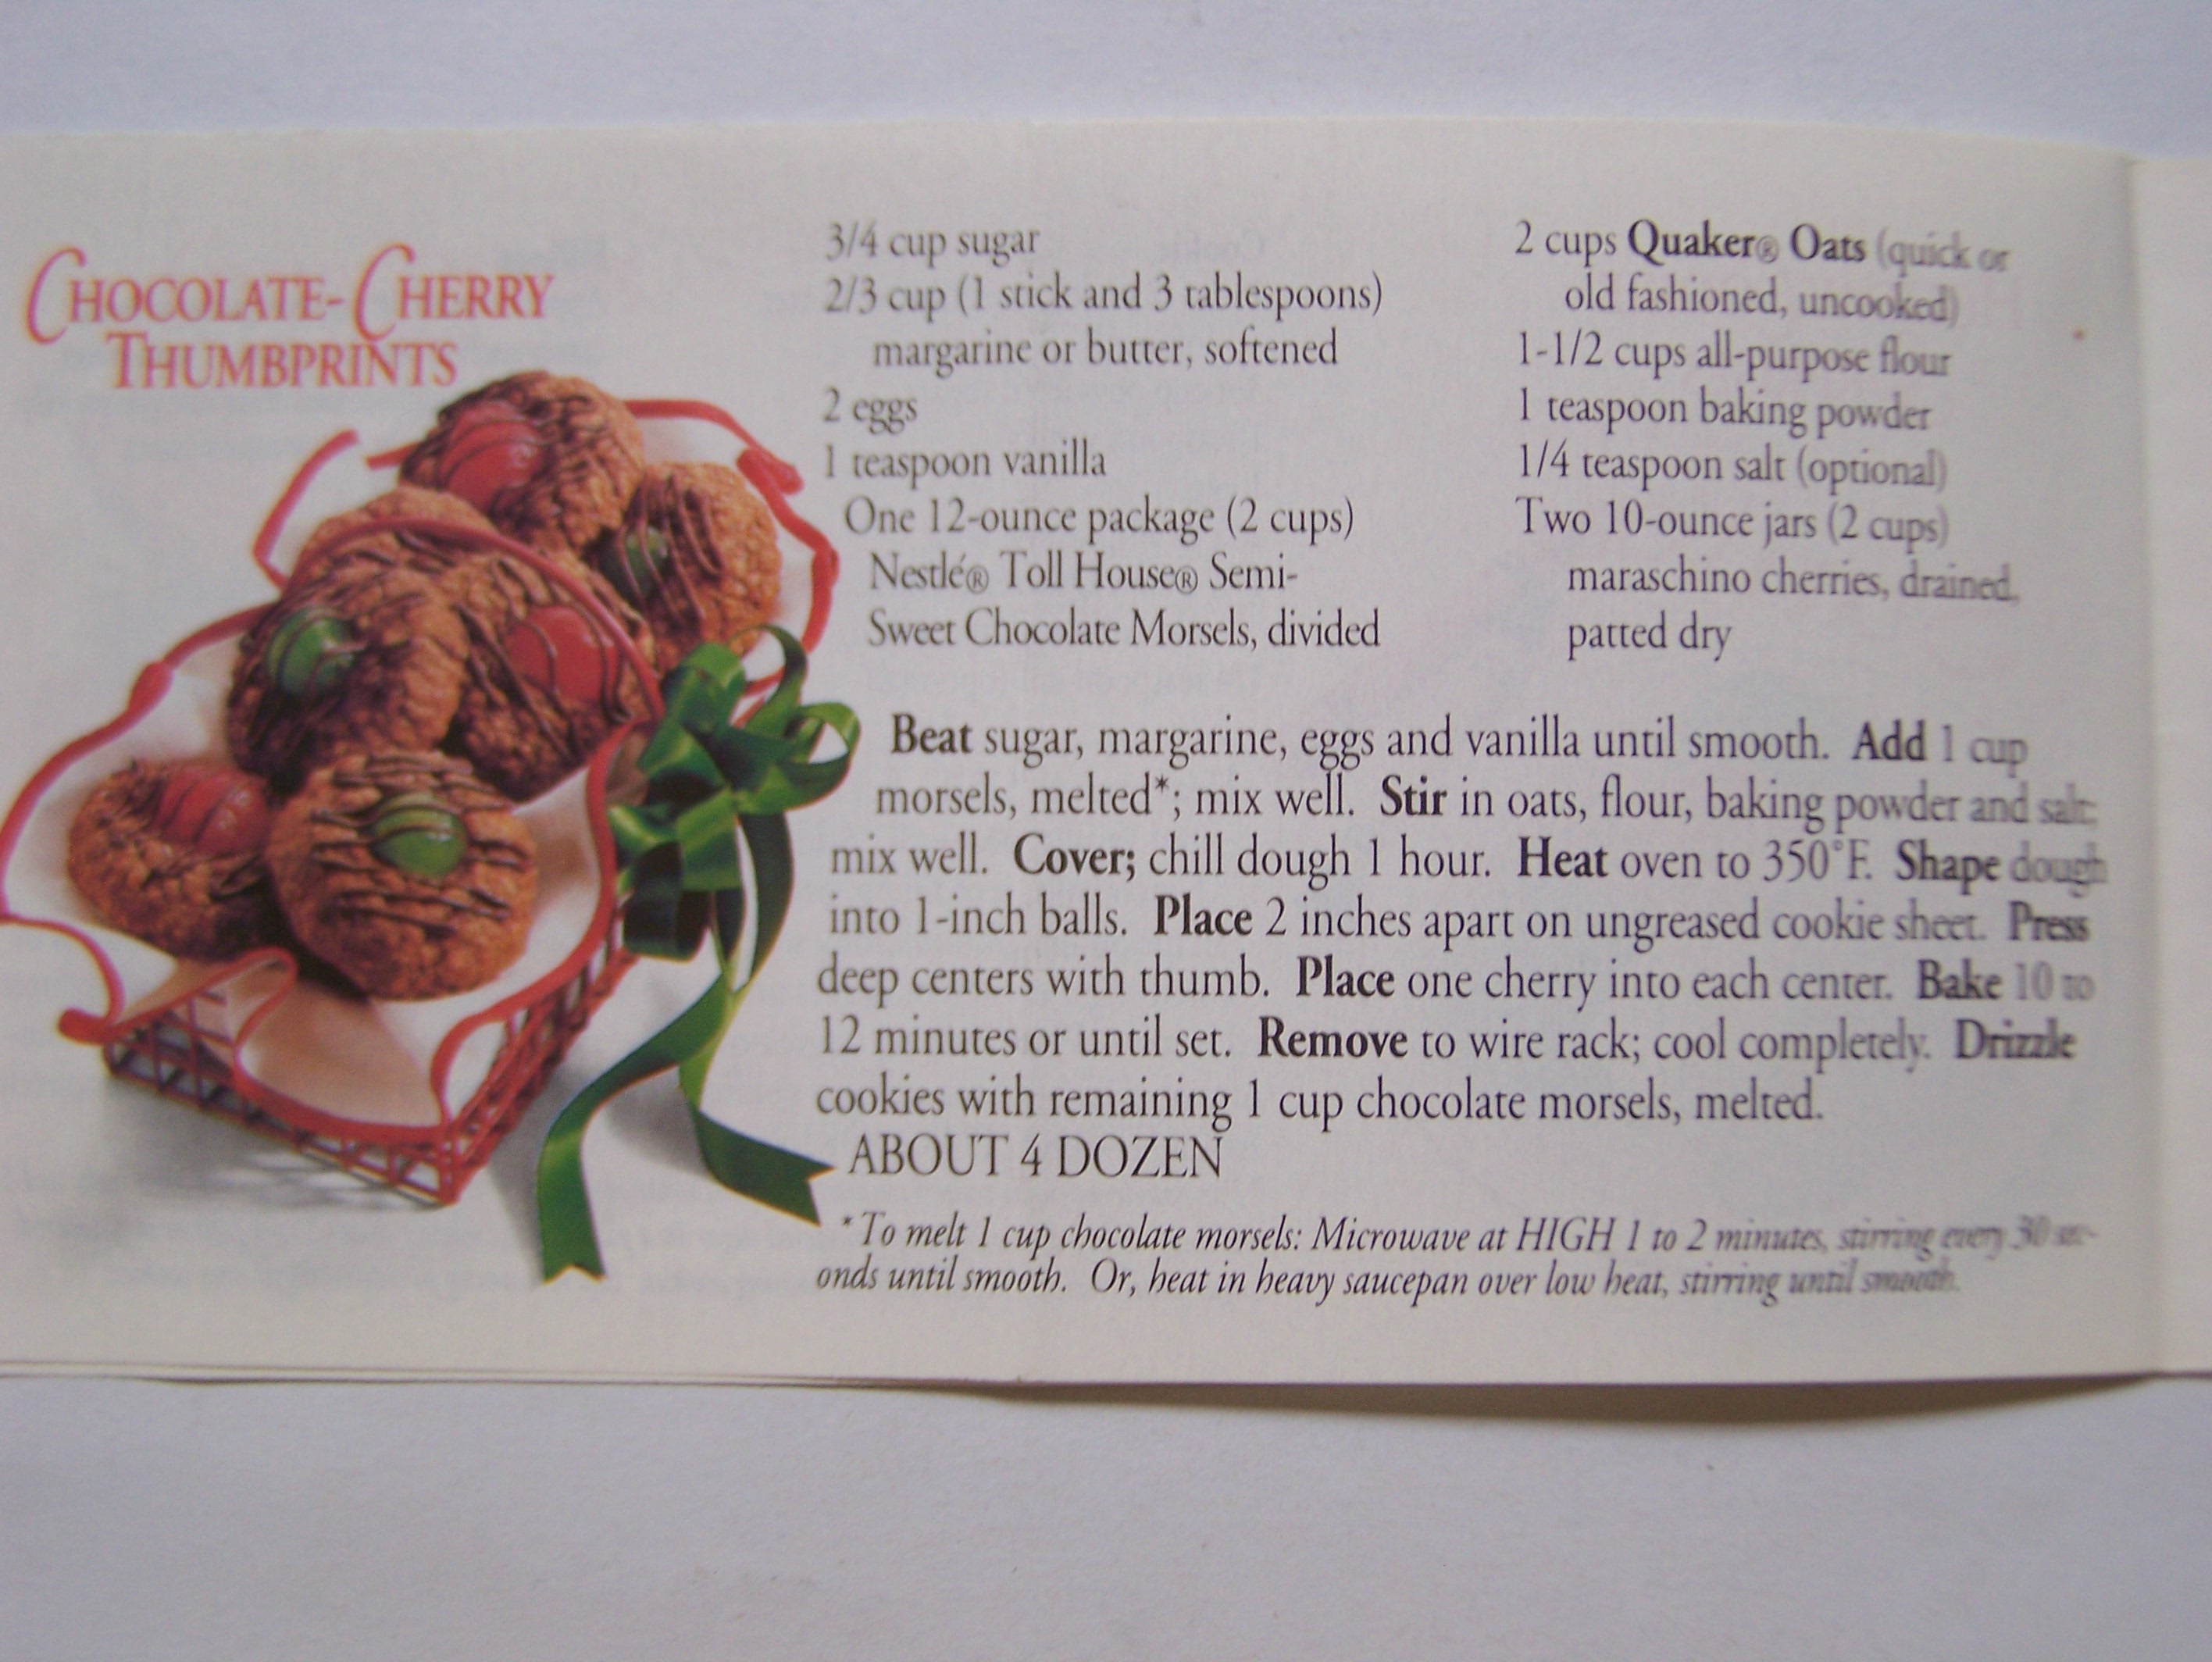 CHOCOLATE-CHERRY
THUMBPRINTS
3/4 cup sugar
2/3 cup (1 stick and 3 tablespoons)
margarine or butter, softened
2 eggs
1 teaspoon vanilla
One 12-ounce package (2 cups)
Nestlé® Toll House® Semi-
Sweet Chocolate Morsels, divided
2 cups Quaker® Oats (quick or
old fashioned, uncooked)
1-1/2 cups all-purpose flour
1 teaspoon baking powder
1/4 teaspoon salt (optional)
Two 10-ounce jars (2 cups)
maraschino cherries, drained,
patted dry
Beat sugar, margarine, eggs and vanilla until smooth. Add 1 cup
morsels, melted*; mix well. Stir in oats, flour, baking powder and salt;
mix well. Cover; chill dough 1 hour. Heat oven to 350°F. Shape dough
into 1-inch balls. Place 2 inches apart on ungreased cookie sheet. Press
deep centers with thumb. Place one cherry into each center. Bake 10 to
12 minutes or until set. Remove to wire rack; cool completely. Drizzle
cookies with remaining 1 cup chocolate morsels, melted.
ABOUT 4 DOZEN
*To melt 1 cup chocolate morsels: Microwave at HIGH 1 to 2 minutes, stirring every 30 sec-
onds until smooth. Or, heat in heavy saucepan over low heat, stirring until smooth.